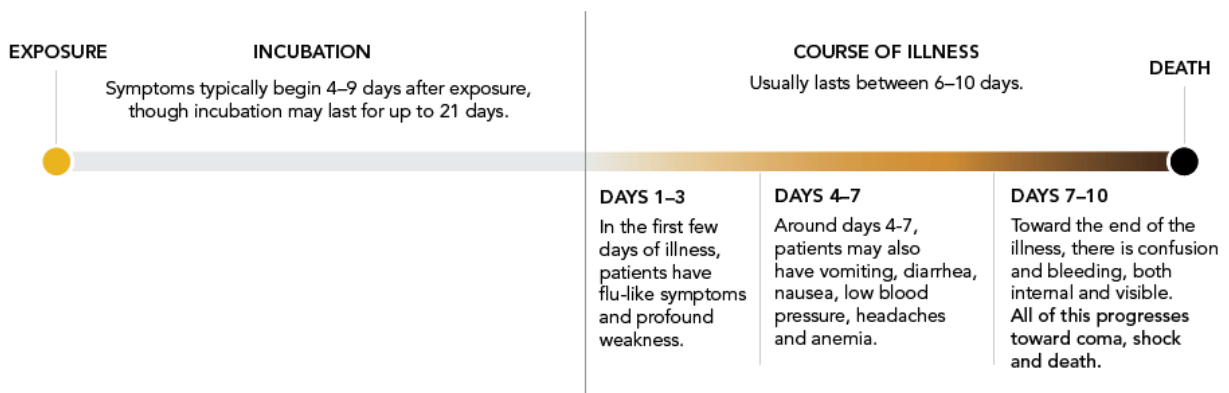 EXPOSURE
INCUBATION
Symptoms typically begin 4–9 days after exposure,
though incubation may last for up to 21 days.
COURSE OF ILLNESS
Usually lasts between 6–10 days.
DEATH
DAYS 1–3
In the first few
days of illness,
patients have
flu-like symptoms
and profound
weakness.
DAYS 4–7
Around days 4-7,
patients may also
have vomiting, diarrhea,
nausea, low blood
pressure, headaches
and anemia.
DAYS 7–10
Toward the end of the
illness, there is confusion
and bleeding, both
internal and visible.
All of this progresses
toward coma, shock
and death.